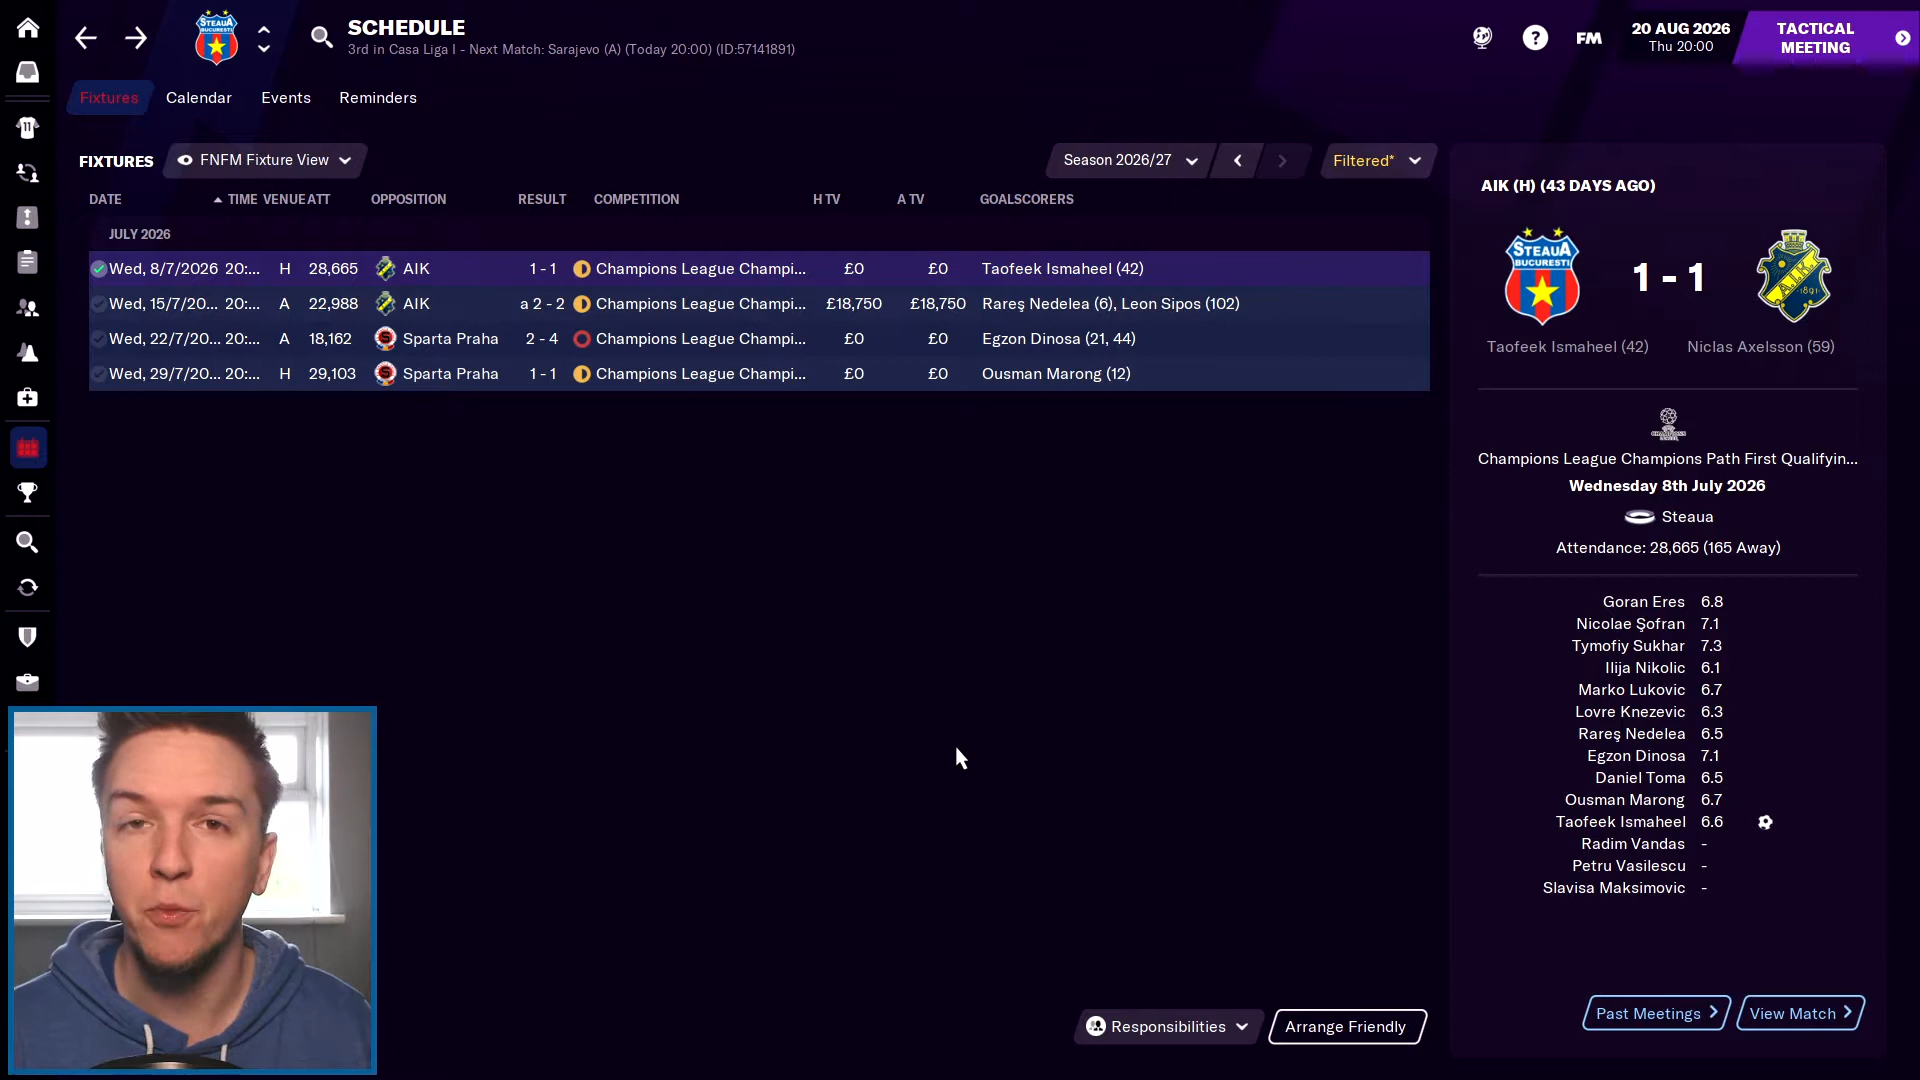 STEAUA
BUCURESTI
SCHEDULE
3rd in Casa Liga I - Next Match: Sarajevo (A) (Today 20:00) (ID:57141891)
FM
20 AUG 2026
Thu 20:00
TACTICAL
MEETING
Fixtures
Calendar
Events
Reminders
FIXTURES
FNFM Fixture View
Season 2026/27
Filtered*
DATE TIME VENUE ATT OPPOSITION RESULT COMPETITION H TV A TV GOALSCORERS
JULY 2026
Wed, 8/7/2026 20:... H 28,665 AIK 1 - 1 Champions League Champi... £0 £0 Taofeek Ismaheel (42)
Wed, 15/7/20... 20:... A 22,988 AIK a 2 - 2 Champions League Champi... £18,750 £18,750 Rareş Nedelea (6), Leon Sipos (102)
Wed, 22/7/20... 20:... A 18,162 Sparta Praha 2 - 4 Champions League Champi... £0 £0 Egzon Dinosa (21, 44)
Wed, 29/7/20... 20:... H 29,103 Sparta Praha 1 - 1 Champions League Champi... £0 £0 Ousman Marong (12)
AIK (H) (43 DAYS AGO)
STEAUA
BUCURESTI
1 - 1
A.I.K.
1891
Taofeek Ismaheel (42)
Niclas Axelsson (59)
Champions League Champions Path First Qualifyin...
Wednesday 8th July 2026
Steaua
Attendance: 28,665 (165 Away)
Goran Eres 6.8
Nicolae Şofran 7.1
Tymofiy Sukhar 7.3
Ilija Nikolic 6.1
Marko Lukovic 6.7
Lovre Knezevic 6.3
Rareş Nedelea 6.5
Egzon Dinosa 7.1
Daniel Toma 6.5
Ousman Marong 6.7
Taofeek Ismaheel 6.6
Radim Vandas -
Petru Vasilescu -
Slavisa Maksimovic -
Responsibilities
Arrange Friendly
Past Meetings
View Match